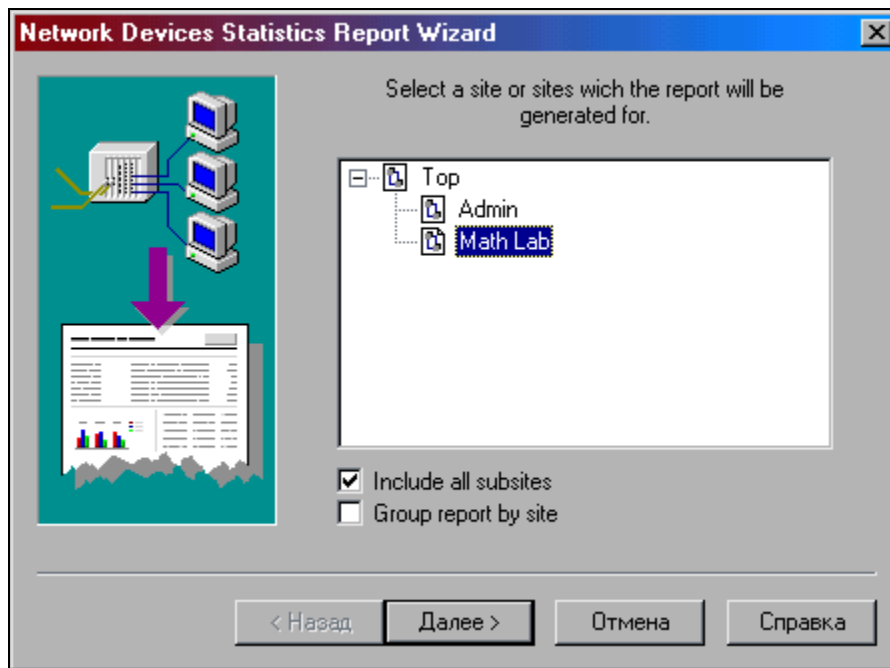 Network Devices Statistics Report Wizard
Select a site or sites wich the report will be
generated for.
Top
Admin
Math Lab
Include all subsites
Group report by site
< Назад
Далее >
Отмена
Справка